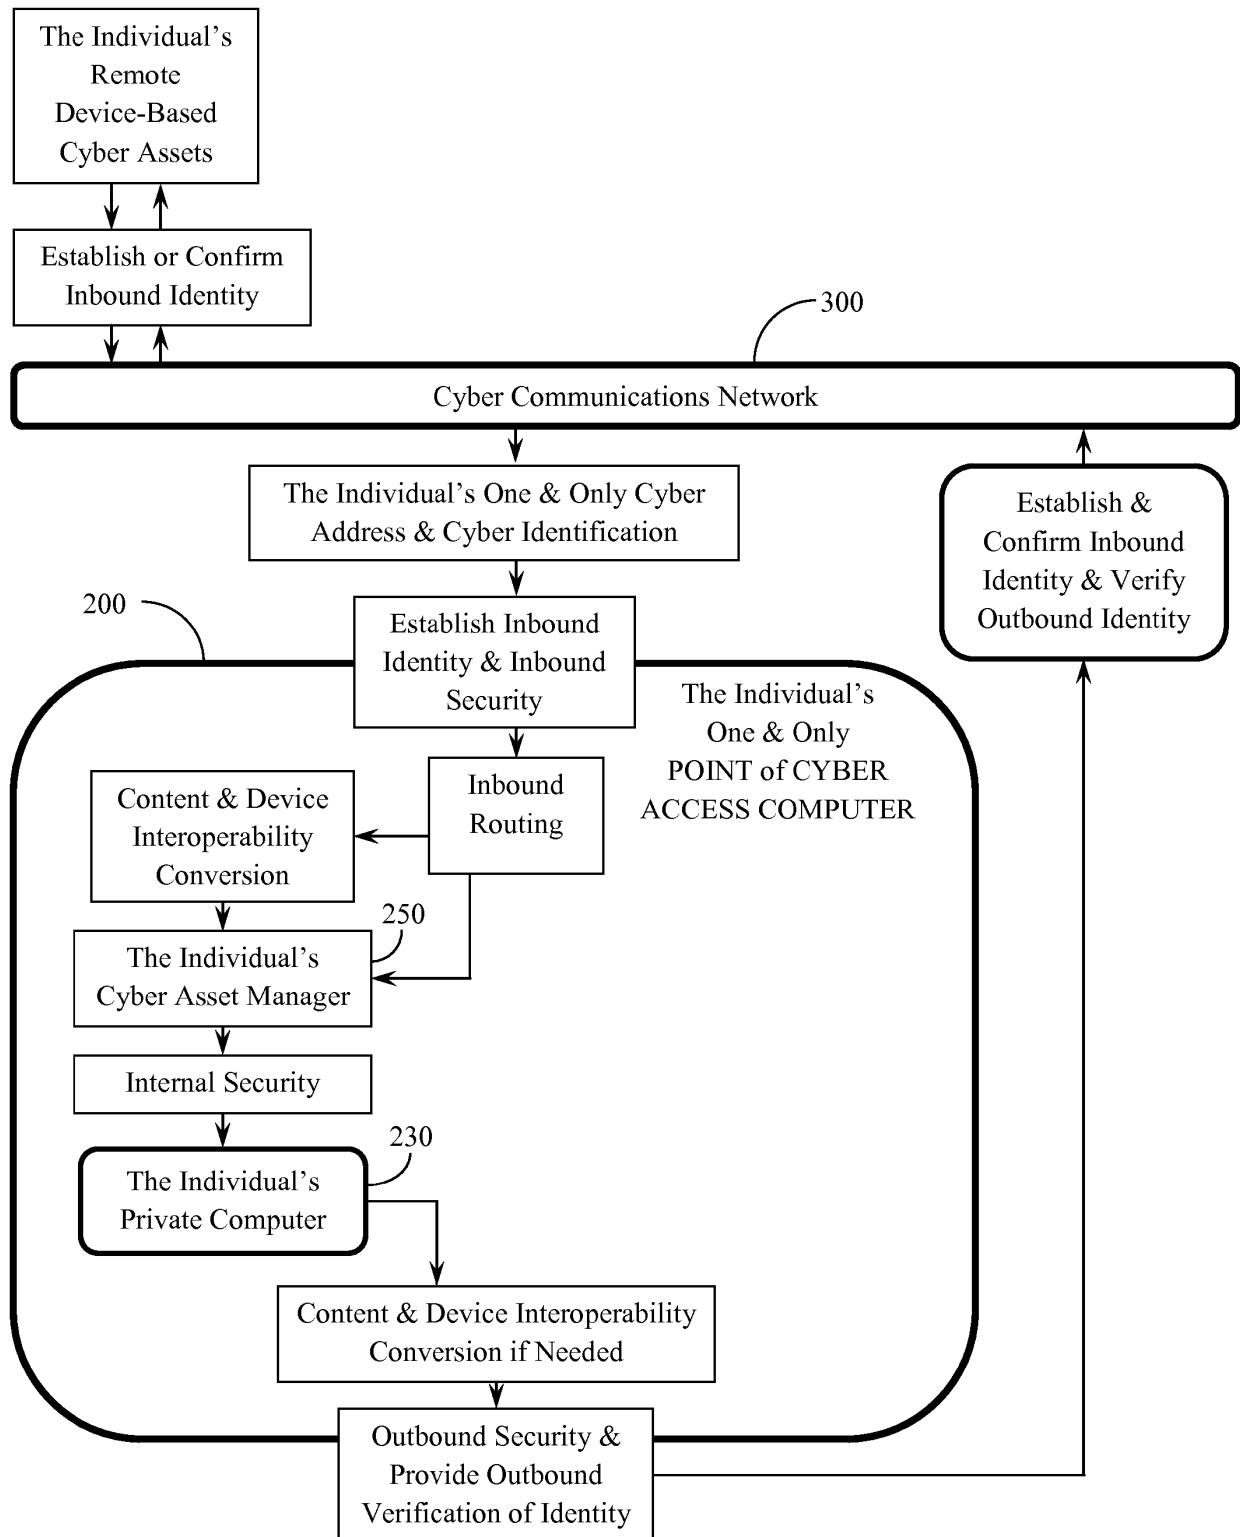 The Individual’s
Remote
Device-Based
Cyber Assets
Establish or Confirm
Inbound Identity
300
Cyber Communications Network
The Individual’s One & Only Cyber
Address & Cyber Identification
Establish &
Confirm Inbound
Identity & Verify
Outbound Identity
200
Establish Inbound
Identity & Inbound
Security
The Individual’s
One & Only
POINT of CYBER
ACCESS COMPUTER
Inbound
Routing
Content & Device
Interoperability
Conversion
250
The Individual’s
Cyber Asset Manager
Internal Security
230
The Individual’s
Private Computer
Content & Device Interoperability
Conversion if Needed
Outbound Security &
Provide Outbound
Verification of Identity